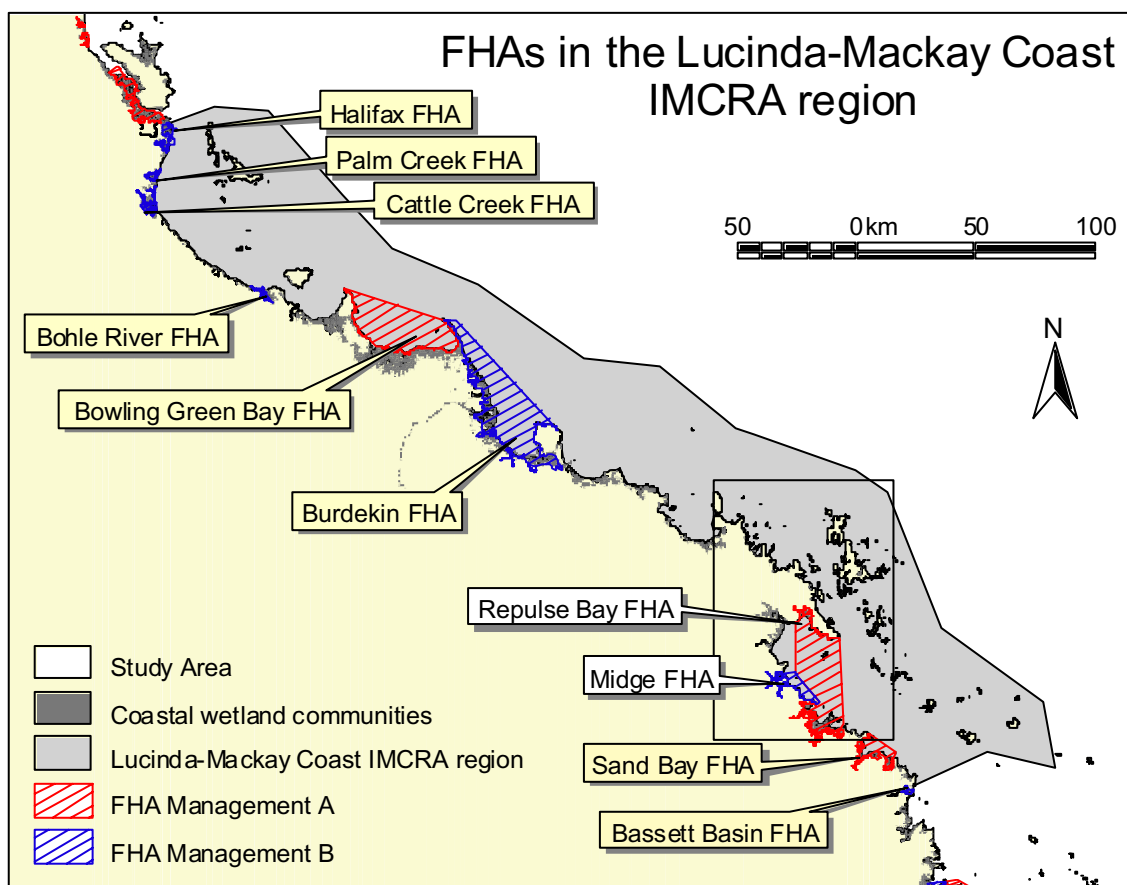 FHAs in the Lucinda-Mackay Coast
IMCRA region
Halifax FHA
Palm Creek FHA
Cattle Creek FHA
50 0 km 50 100
Bohle River FHA
N
Bowling Green Bay FHA
Burdekin FHA
Repulse Bay FHA
Midge FHA
Sand Bay FHA
Bassett Basin FHA
Study Area
Coastal wetland communities
Lucinda-Mackay Coast IMCRA region
FHA Management A
FHA Management B